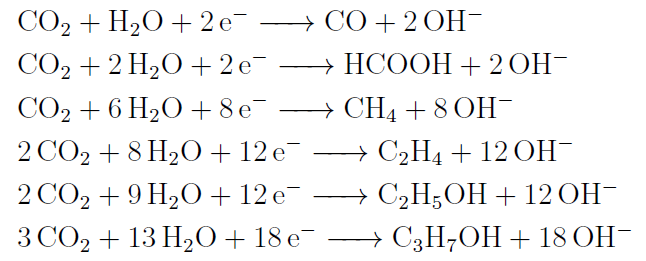 CO₂ + H₂O + 2 e⁻ ⟶ CO + 2 OH⁻
CO₂ + 2 H₂O + 2 e⁻ ⟶ HCOOH + 2 OH⁻
CO₂ + 6 H₂O + 8 e⁻ ⟶ CH₄ + 8 OH⁻
2 CO₂ + 8 H₂O + 12 e⁻ ⟶ C₂H₄ + 12 OH⁻
2 CO₂ + 9 H₂O + 12 e⁻ ⟶ C₂H₅OH + 12 OH⁻
3 CO₂ + 13 H₂O + 18 e⁻ ⟶ C₃H₇OH + 18 OH⁻